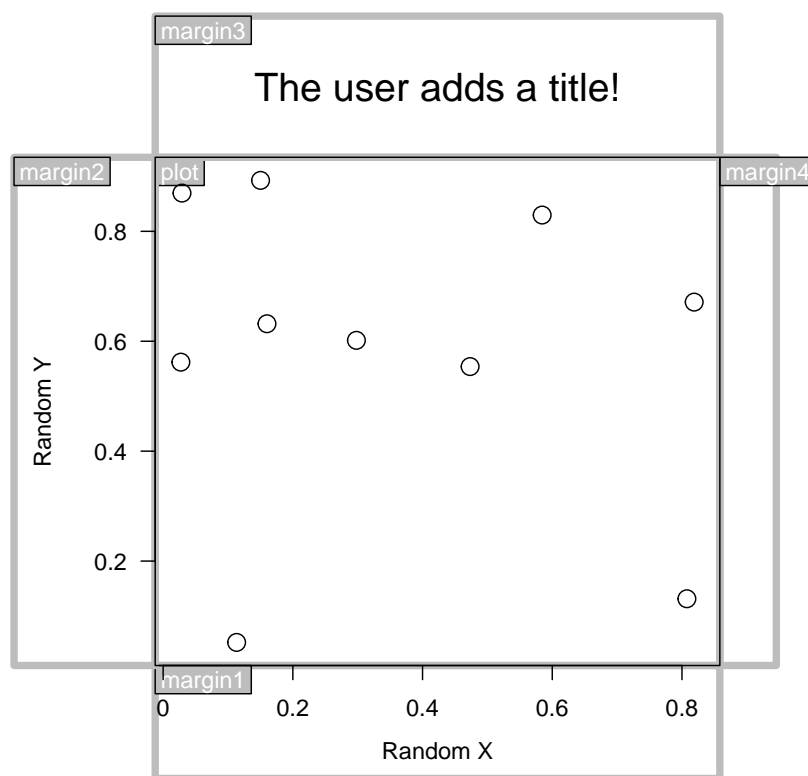 margin3
The user adds a title!
margin2
plot
margin4
0.8
0.6
Random Y
0.4
0.2
margin1
0 0.2 0.4 0.6 0.8
Random X